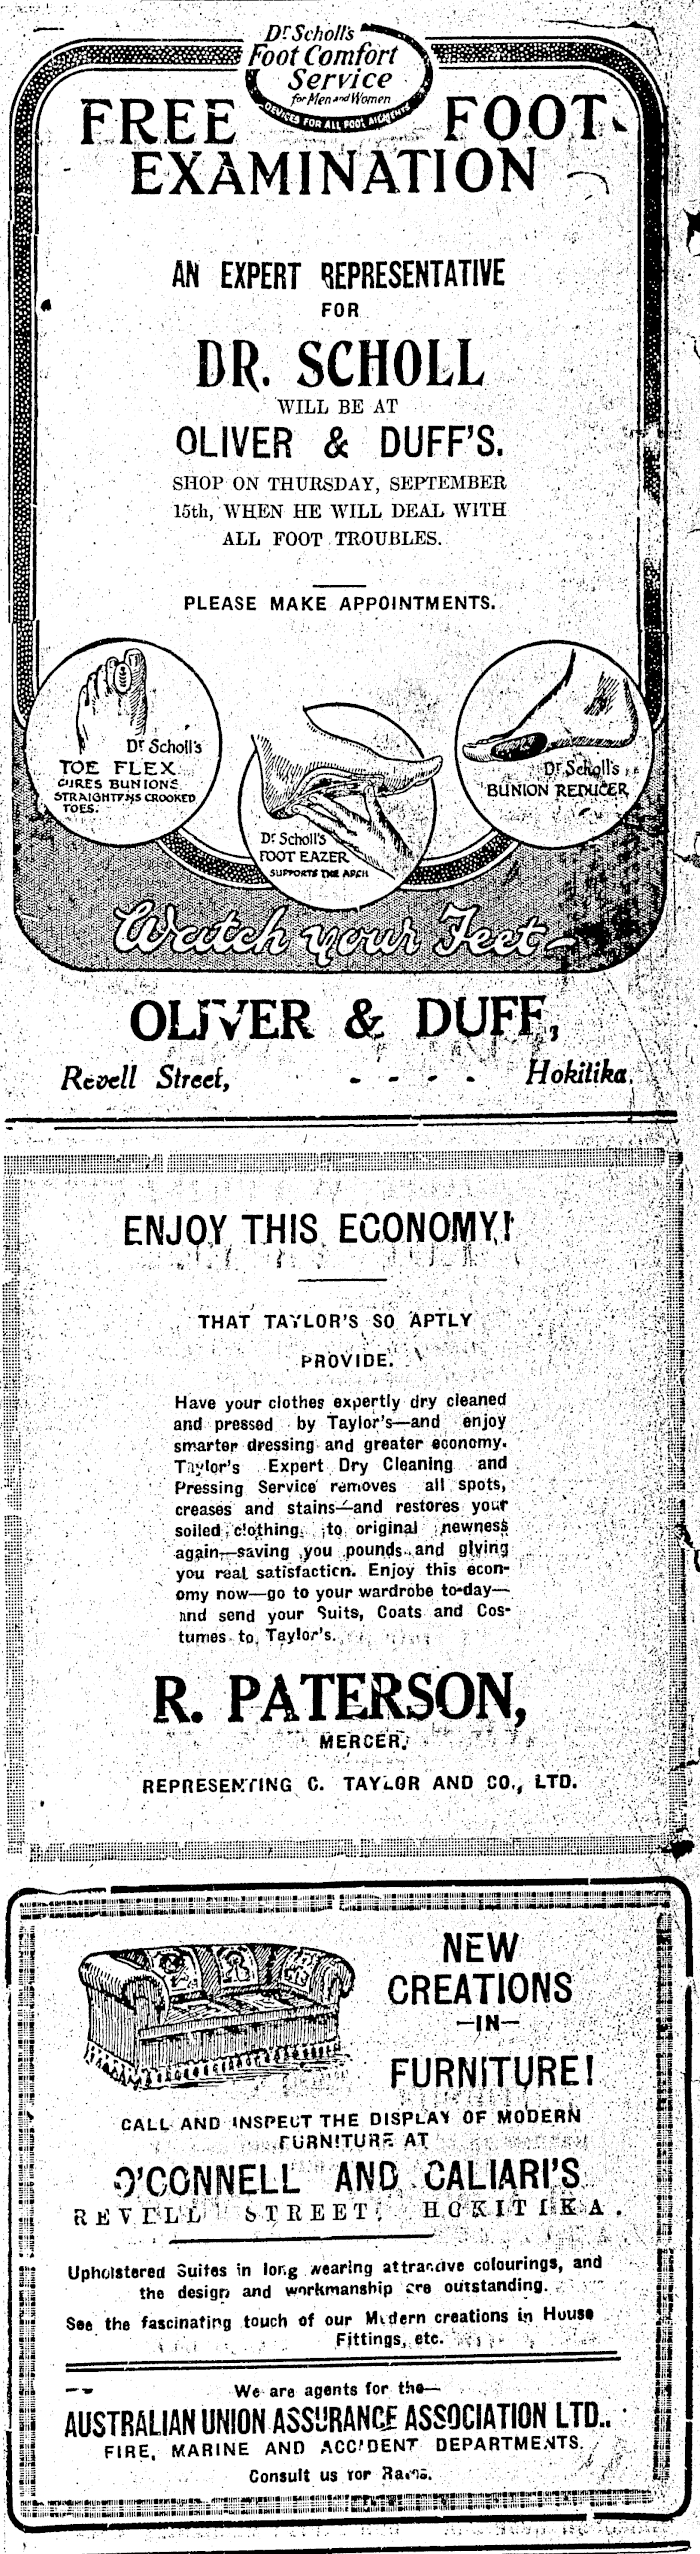 Dr Scholl's
Foot Comfort
Service
for Men and Women
DEVICES FOR ALL FOOT AILMENTS
FREE FOOT
EXAMINATION
AN EXPERT REPRESENTATIVE
FOR
DR. SCHOLL
WILL BE AT
OLIVER & DUFF'S.
SHOP ON THURSDAY, SEPTEMBER
15th, WHEN HE WILL DEAL WITH
ALL FOOT TROUBLES.
PLEASE MAKE APPOINTMENTS.
Dr Scholl's
TOE FLEX
CURES BUNIONS
STRAIGHTENS CROOKED
TOES.
Dr Scholl's
FOOT EAZER
SUPPORTS THE ARCH
Dr Scholl's
BUNION REDUCER
Watch your Feet-
OLIVER & DUFF,
Revell Street, - - - - Hokitika.
ENJOY THIS ECONOMY!
THAT TAYLOR'S SO APTLY
PROVIDE.
Have your clothes expertly dry cleaned
and pressed by Taylor's—and enjoy
smarter dressing and greater economy.
Taylor's Expert Dry Cleaning and
Pressing Service removes all spots,
creases and stains—and restores your
soiled clothing to original newness
again—saving you pounds and giving
you real satisfaction. Enjoy this econ-
omy now—go to your wardrobe to-day—
and send your Suits, Coats and Cos-
tumes to Taylor's.
R. PATERSON,
MERCER,
REPRESENTING C. TAYLOR AND CO., LTD.
NEW
CREATIONS
—IN—
FURNITURE!
CALL AND INSPECT THE DISPLAY OF MODERN
FURNITURE AT
O'CONNELL AND CALIARI'S
REVELL STREET, HOKITIKA.
Upholstered Suites in long wearing attractive colourings, and
the design and workmanship are outstanding.
See the fascinating touch of our Modern creations in House
Fittings, etc.
We are agents for the—
AUSTRALIAN UNION ASSURANCE ASSOCIATION LTD..
FIRE, MARINE AND ACCIDENT DEPARTMENTS.
Consult us for Rates.